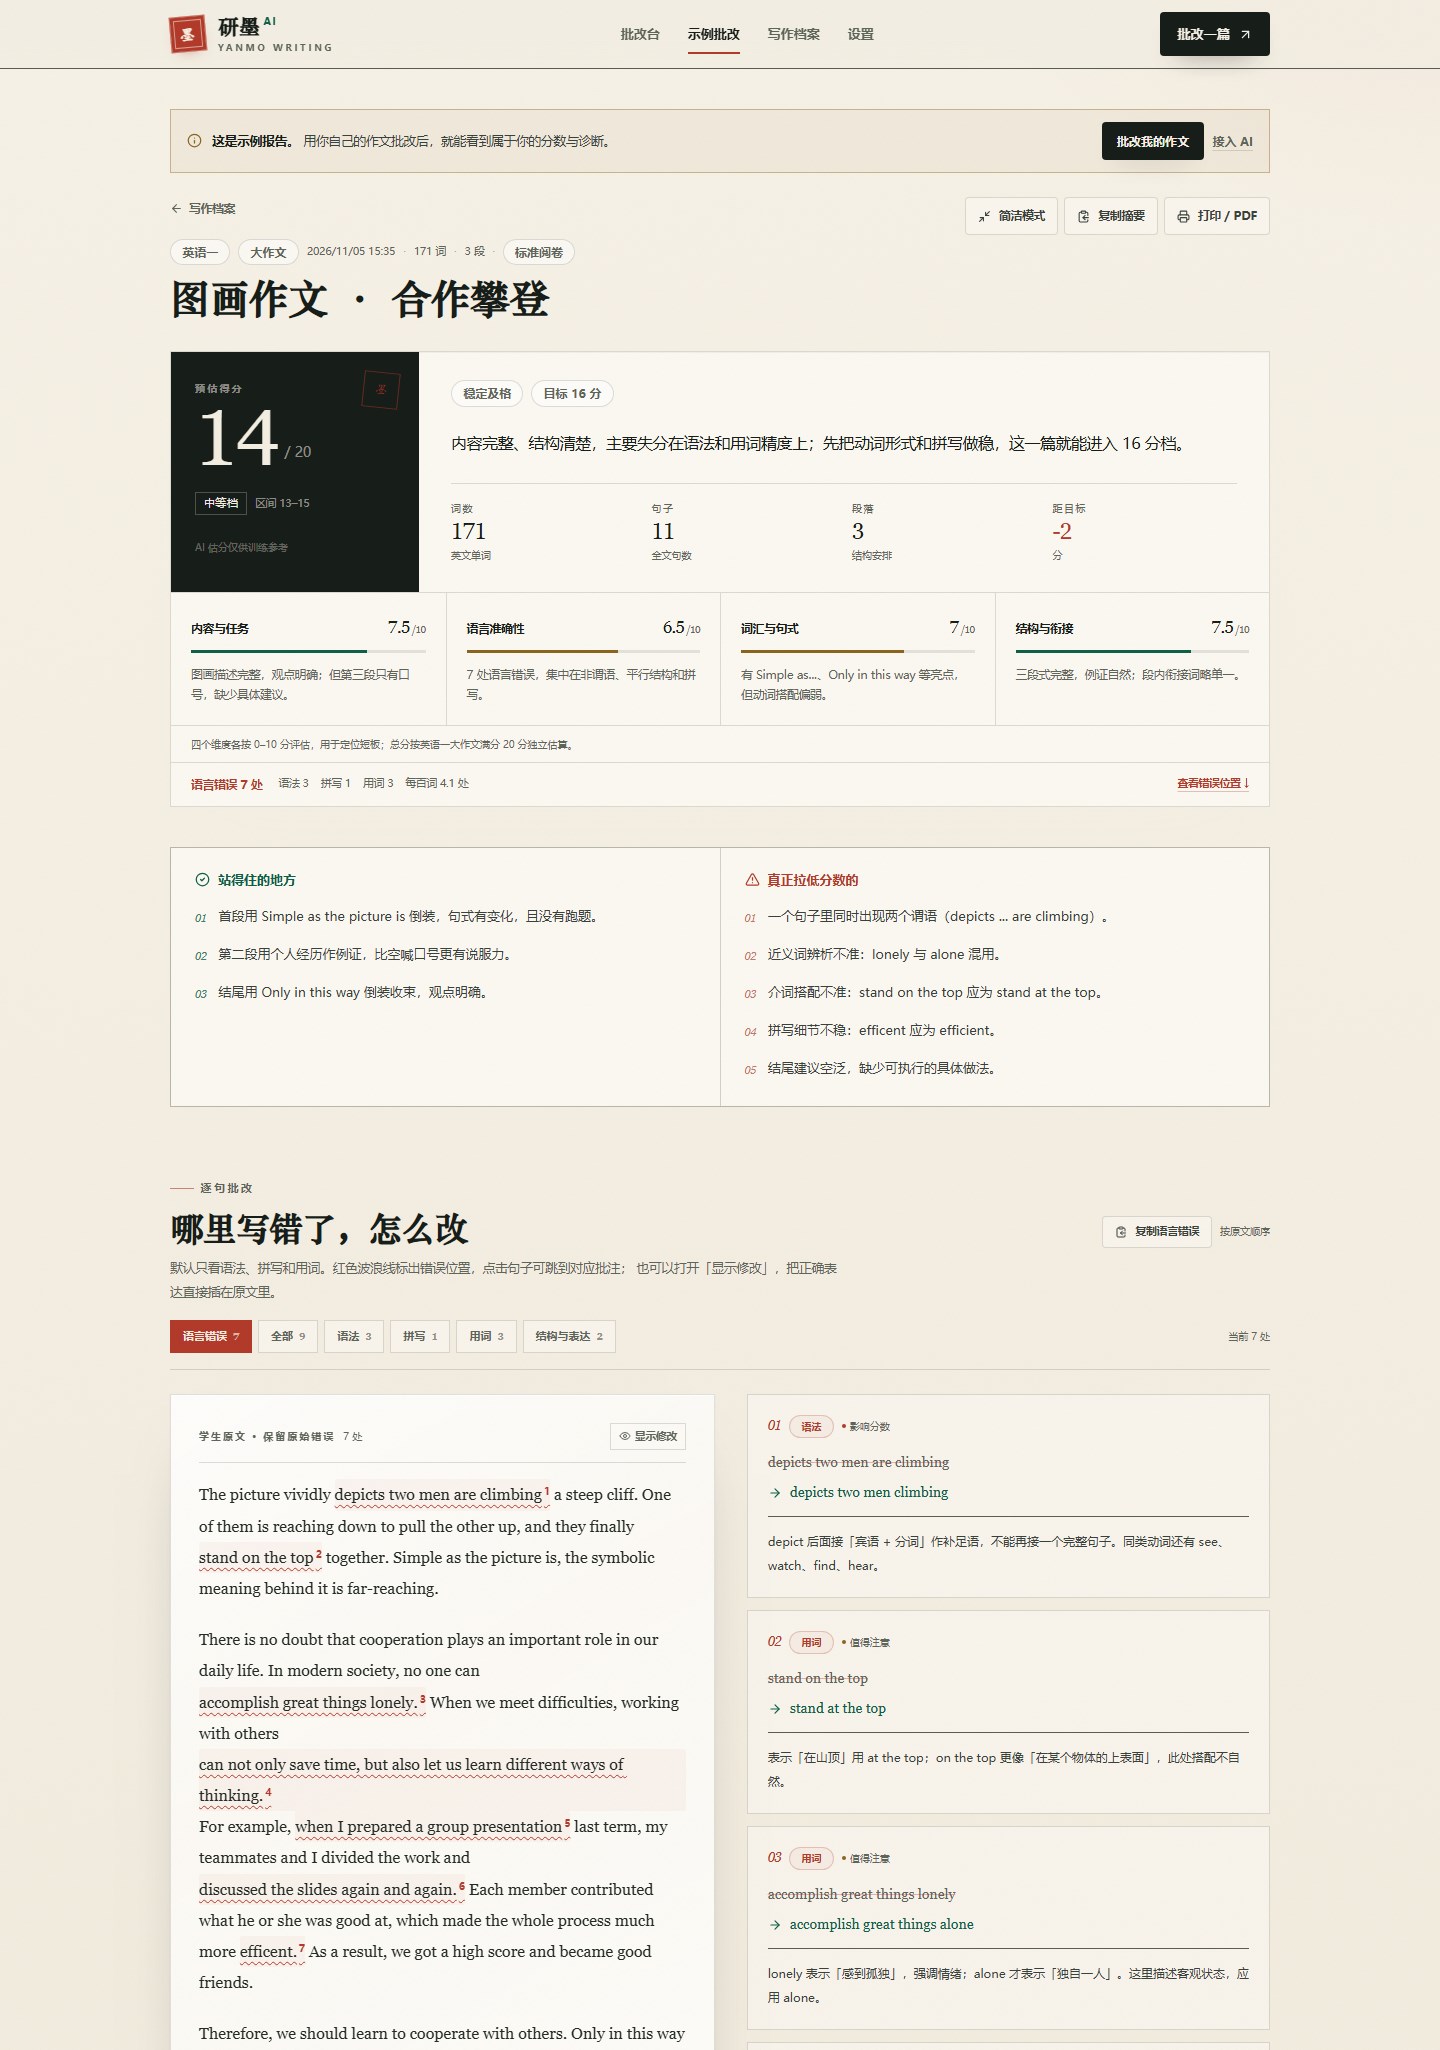 墨
研墨 AI
YANMO WRITING
批改台
示例批改
写作档案
设置
批改一篇
这是示例报告。 用你自己的作文批改后，就能看到属于你的分数与诊断。
批改我的作文
接入 AI
写作档案
简洁模式
复制摘要
打印 / PDF
英语一 大作文 2026/11/05 15:35 · 171 词 · 3 段 · 标准阅卷
图画作文 · 合作攀登
预估得分
墨
14 / 20
中等档 区间 13–15
AI 估分仅供训练参考
稳定及格 目标 16 分
内容完整、结构清楚，主要失分在语法和用词精度上；先把动词形式和拼写做稳，这一篇就能进入 16 分档。
词数
171
英文单词
句子
11
全文句数
段落
3
结构安排
距目标
-2
分
内容与任务 7.5/10
图画描述完整，观点明确；但第三段只有口
号，缺少具体建议。
语言准确性 6.5/10
7 处语言错误，集中在非谓语、平行结构和拼
写。
词汇与句式 7/10
有 Simple as...、Only in this way 等亮点，
但动词搭配偏弱。
结构与衔接 7.5/10
三段式完整，例证自然；段内衔接词略单一。
四个维度各按 0–10 分评估，用于定位短板；总分按英语一大作文满分 20 分独立估算。
语言错误 7 处 语法 3 拼写 1 用词 3 每百词 4.1 处
查看错误位置 ↓
站得住的地方
01 首段用 Simple as the picture is 倒装，句式有变化，且没有跑题。
02 第二段用个人经历作例证，比空喊口号更有说服力。
03 结尾用 Only in this way 倒装收束，观点明确。
真正拉低分数的
01 一个句子里同时出现两个谓语（depicts ... are climbing）。
02 近义词辨析不准：lonely 与 alone 混用。
03 介词搭配不准：stand on the top 应为 stand at the top。
04 拼写细节不稳：efficent 应为 efficient。
05 结尾建议空泛，缺少可执行的具体做法。
逐句批改
哪里写错了，怎么改
复制语言错误
按原文顺序
默认只看语法、拼写和用词。红色波浪线标出错误位置，点击句子可跳到对应批注； 也可以打开「显示修改」，把正确表
达直接插在原文里。
语言错误 7
全部 9
语法 3
拼写 1
用词 3
结构与表达 2
当前 7 处
学生原文 • 保留原始错误 7 处
显示修改
The picture vividly depicts two men are climbing 1 a steep cliff. One
of them is reaching down to pull the other up, and they finally
stand on the top 2 together. Simple as the picture is, the symbolic
meaning behind it is far-reaching.
There is no doubt that cooperation plays an important role in our
daily life. In modern society, no one can
accomplish great things lonely. 3 When we meet difficulties, working
with others
can not only save time, but also let us learn different ways of
thinking. 4
For example, when I prepared a group presentation 5 last term, my
teammates and I divided the work and
discussed the slides again and again. 6 Each member contributed
what he or she was good at, which made the whole process much
more efficent. 7 As a result, we got a high score and became good
friends.
Therefore, we should learn to cooperate with others. Only in this way
01 语法 • 影响分数
depicts two men are climbing
→ depicts two men climbing
depict 后面接「宾语 + 分词」作补足语，不能再接一个完整句子。同类动词还有 see、
watch、find、hear。
02 用词 • 值得注意
stand on the top
→ stand at the top
表示「在山顶」用 at the top；on the top 更像「在某个物体的上表面」，此处搭配不自
然。
03 用词 • 值得注意
accomplish great things lonely
→ accomplish great things alone
lonely 表示「感到孤独」，强调情绪；alone 才表示「独自一人」。这里描述客观状态，应
用 alone。